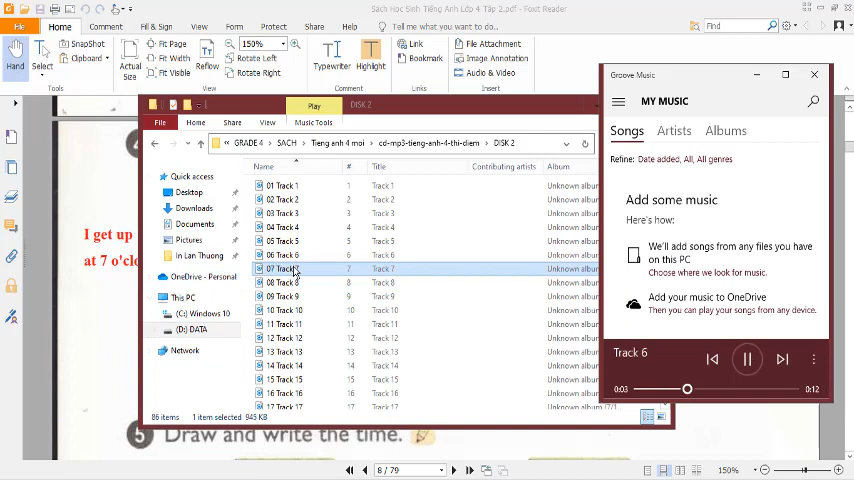 Sách Học Sinh Tiếng Anh Lớp 4 Tập 2.pdf - Foxit Reader
File Home Comment Fill & Sign View Form Protect Share Help Tell me what you want to do... Find
Hand
Select
SnapShot
Clipboard
Actual Size
Fit Page
Fit Width
Fit Visible
Reflow
150%
Rotate Left
Rotate Right
Typewriter
Highlight
Link
Bookmark
File Attachment
Image Annotation
Audio & Video
Tools View Comment Links Insert
I get up
at 7 o'clo
Play DISK 2
File Home Share View Music Tools
« GRADE 4 > SACH > Tieng anh 4 moi > cd-mp3-tieng-anh-4-thi-diem > DISK 2
Name # Title Contributing artists Album
Quick access
Desktop
Downloads
Documents
Pictures
In Lan Thuong
OneDrive - Personal
This PC
(C:) Windows 10
(D:) DATA
Network
01 Track 1 1 Track 1 Unknown album
02 Track 2 2 Track 2 Unknown album
03 Track 3 3 Track 3 Unknown album
04 Track 4 4 Track 4 Unknown album
05 Track 5 5 Track 5 Unknown album
06 Track 6 6 Track 6 Unknown album
07 Track 7 7 Track 7 Unknown album
08 Track 8 8 Track 8 Unknown album
09 Track 9 9 Track 9 Unknown album
10 Track 10 10 Track 10 Unknown album
11 Track 11 11 Track 11 Unknown album
12 Track 12 12 Track 12 Unknown album
13 Track 13 13 Track 13 Unknown album
14 Track 14 14 Track 14 Unknown album
15 Track 15 15 Track 15 Unknown album
16 Track 16 16 Track 16 Unknown album
17 Track 17 17 Track 17 Unknown album
86 items 1 item selected 945 KB
Groove Music
MY MUSIC
Songs Artists Albums
Refine: Date added, All, All genres
Add some music
Here's how:
We'll add songs from any files you have
on this PC
Choose where we look for music.
Add your music to OneDrive
Then you can play your songs from any device.
Track 6
0:03 0:12
5 Draw and write the time.
8 / 79 150%